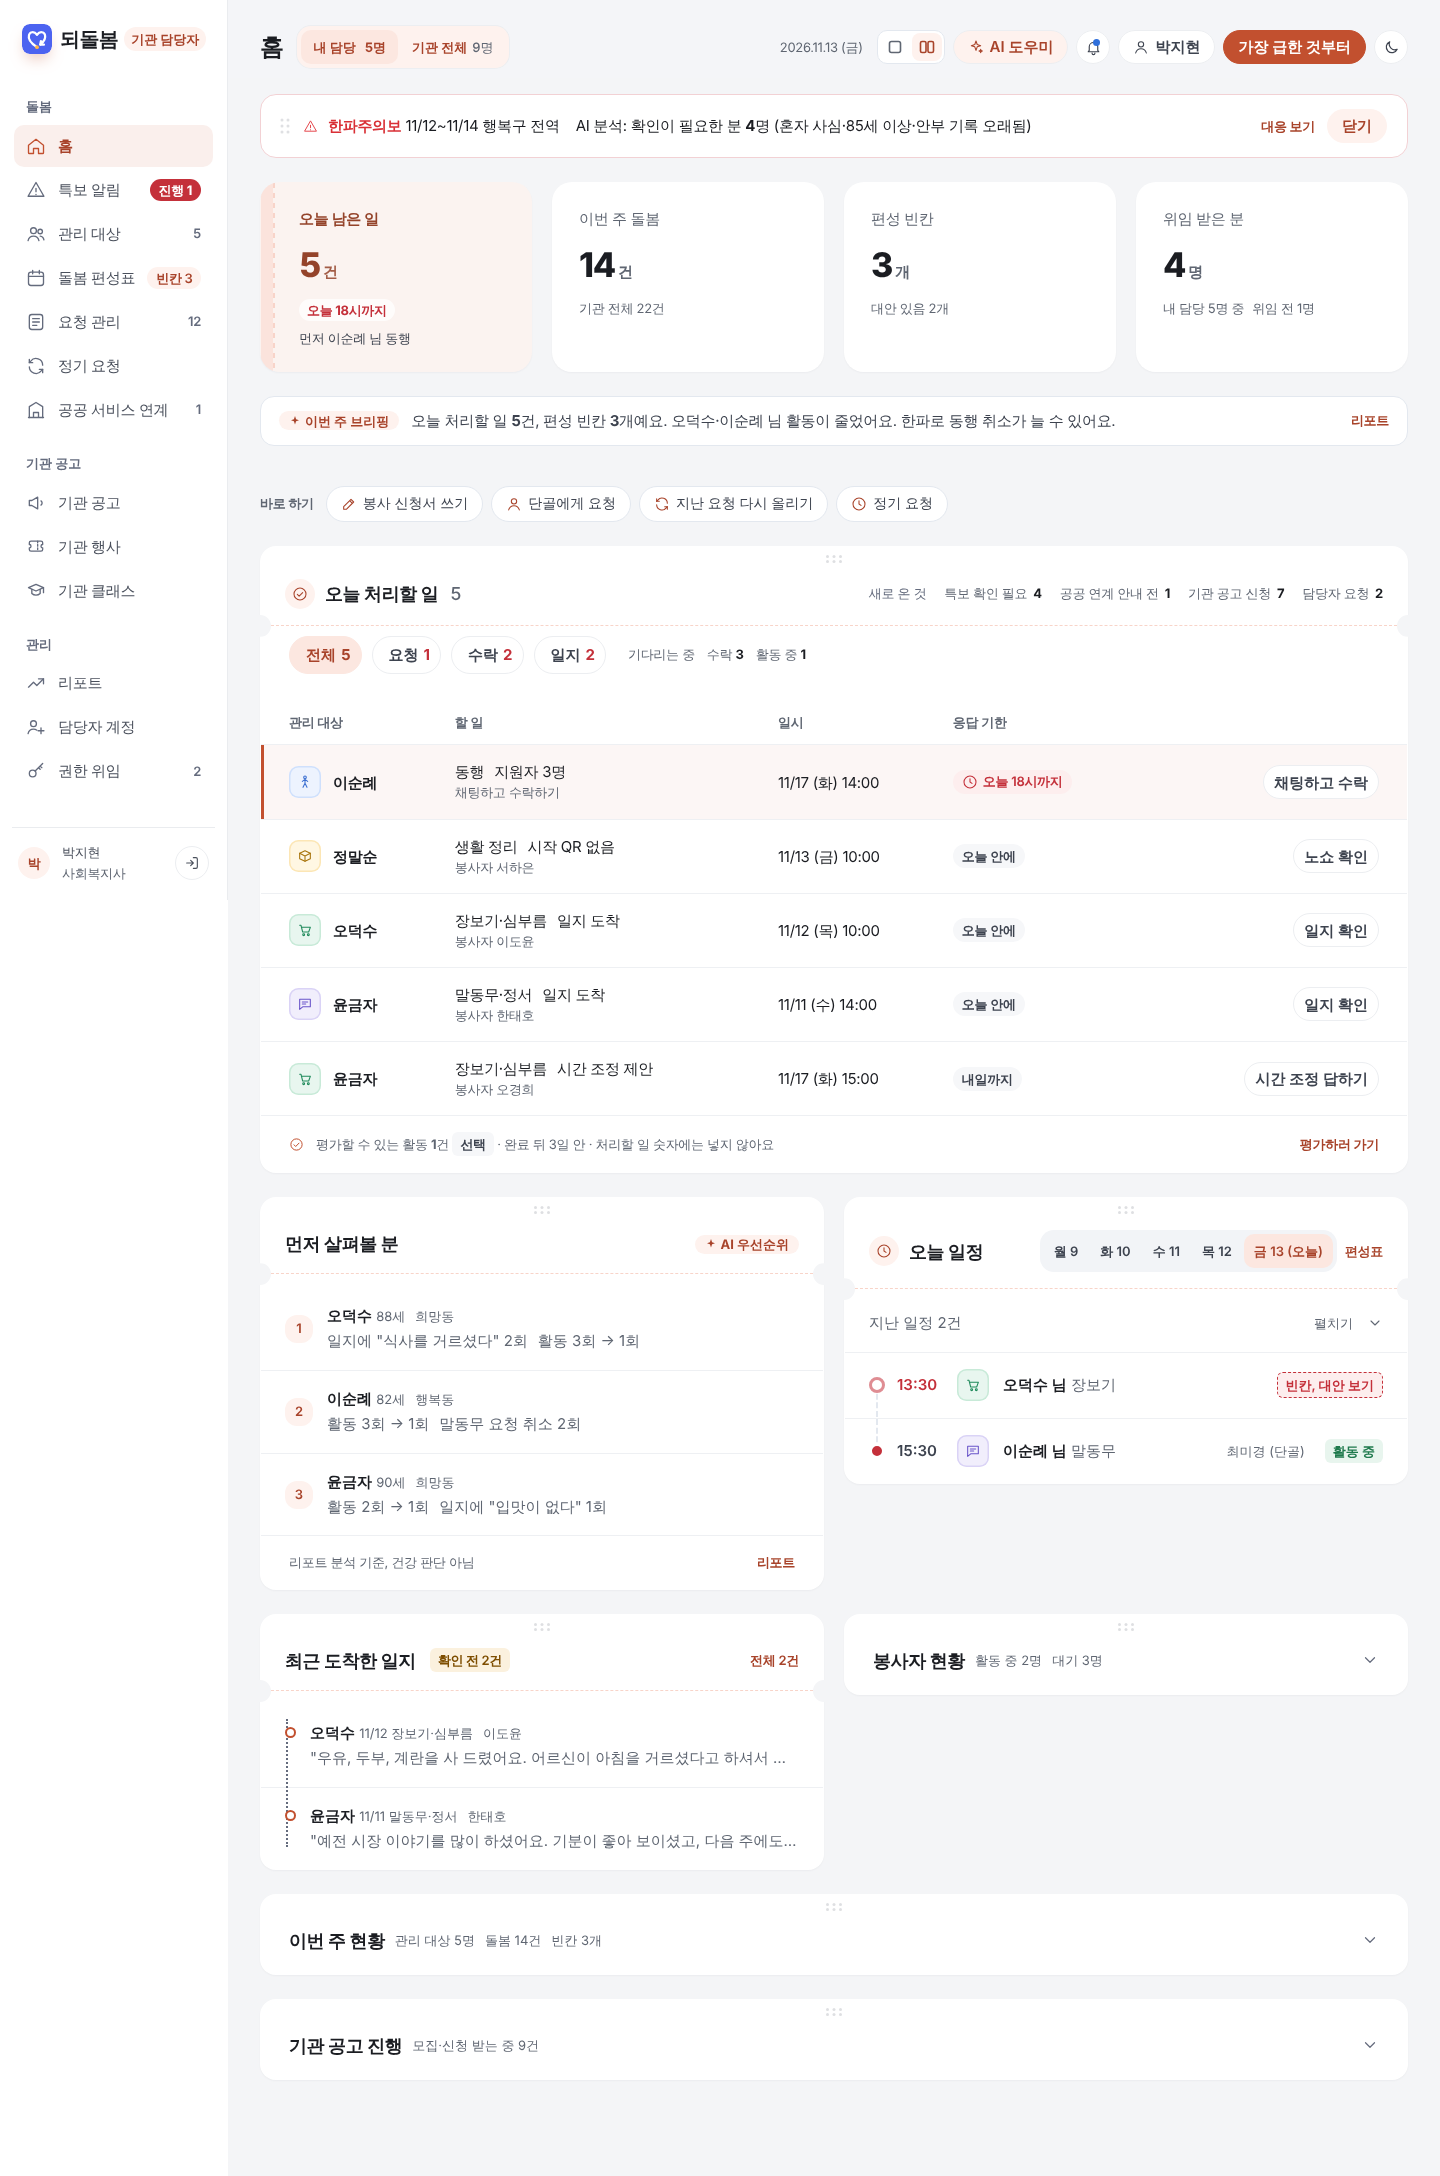 되돌봄 기관 담당자
돌봄
홈
특보 알림 진행 1
관리 대상 5
돌봄 편성표 빈칸 3
요청 관리 12
정기 요청
공공 서비스 연계 1
기관 공고
기관 공고
기관 행사
기관 클래스
관리
리포트
담당자 계정
권한 위임 2
박 박지현
사회복지사
홈 내 담당 5명 기관 전체 9명 2026.11.13 (금) AI 도우미 박지현 가장 급한 것부터
한파주의보 11/12~11/14 행복구 전역 AI 분석: 확인이 필요한 분 4명 (혼자 사심·85세 이상·안부 기록 오래됨) 대응 보기 닫기
오늘 남은 일
5건
오늘 18시까지
먼저 이순례 님 동행
이번 주 돌봄
14건
기관 전체 22건
편성 빈칸
3개
대안 있음 2개
위임 받은 분
4명
내 담당 5명 중 위임 전 1명
이번 주 브리핑 오늘 처리할 일 5건, 편성 빈칸 3개예요. 오덕수·이순례 님 활동이 줄었어요. 한파로 동행 취소가 늘 수 있어요. 리포트
바로 하기 봉사 신청서 쓰기 단골에게 요청 지난 요청 다시 올리기 정기 요청
오늘 처리할 일 5 새로 온 것 특보 확인 필요 4 공공 연계 안내 전 1 기관 공고 신청 7 담당자 요청 2
전체 5 요청 1 수락 2 일지 2 기다리는 중 수락 3 활동 중 1
관리 대상 할 일 일시 응답 기한
이순례 동행 지원자 3명 11/17 (화) 14:00 오늘 18시까지 채팅하고 수락
채팅하고 수락하기
정말순 생활 정리 시작 QR 없음 11/13 (금) 10:00 오늘 안에 노쇼 확인
봉사자 서하은
오덕수 장보기·심부름 일지 도착 11/12 (목) 10:00 오늘 안에 일지 확인
봉사자 이도윤
윤금자 말동무·정서 일지 도착 11/11 (수) 14:00 오늘 안에 일지 확인
봉사자 한태호
윤금자 장보기·심부름 시간 조정 제안 11/17 (화) 15:00 내일까지 시간 조정 답하기
봉사자 오경희
평가할 수 있는 활동 1건 선택 · 완료 뒤 3일 안 · 처리할 일 숫자에는 넣지 않아요 평가하러 가기
먼저 살펴볼 분 AI 우선순위
1 오덕수 88세 희망동
일지에 "식사를 거르셨다" 2회 활동 3회 → 1회
2 이순례 82세 행복동
활동 3회 → 1회 말동무 요청 취소 2회
3 윤금자 90세 희망동
활동 2회 → 1회 일지에 "입맛이 없다" 1회
리포트 분석 기준, 건강 판단 아님 리포트
오늘 일정 월 9 화 10 수 11 목 12 금 13 (오늘) 편성표
지난 일정 2건 펼치기
13:30 오덕수 님 장보기 빈칸, 대안 보기
15:30 이순례 님 말동무 최미경 (단골) 활동 중
최근 도착한 일지 확인 전 2건 전체 2건
오덕수 11/12 장보기·심부름 이도윤
"우유, 두부, 계란을 사 드렸어요. 어르신이 아침을 거르셨다고 하셔서 ...
윤금자 11/11 말동무·정서 한태호
"예전 시장 이야기를 많이 하셨어요. 기분이 좋아 보이셨고, 다음 주에도...
봉사자 현황 활동 중 2명 대기 3명
이번 주 현황 관리 대상 5명 돌봄 14건 빈칸 3개
기관 공고 진행 모집·신청 받는 중 9건